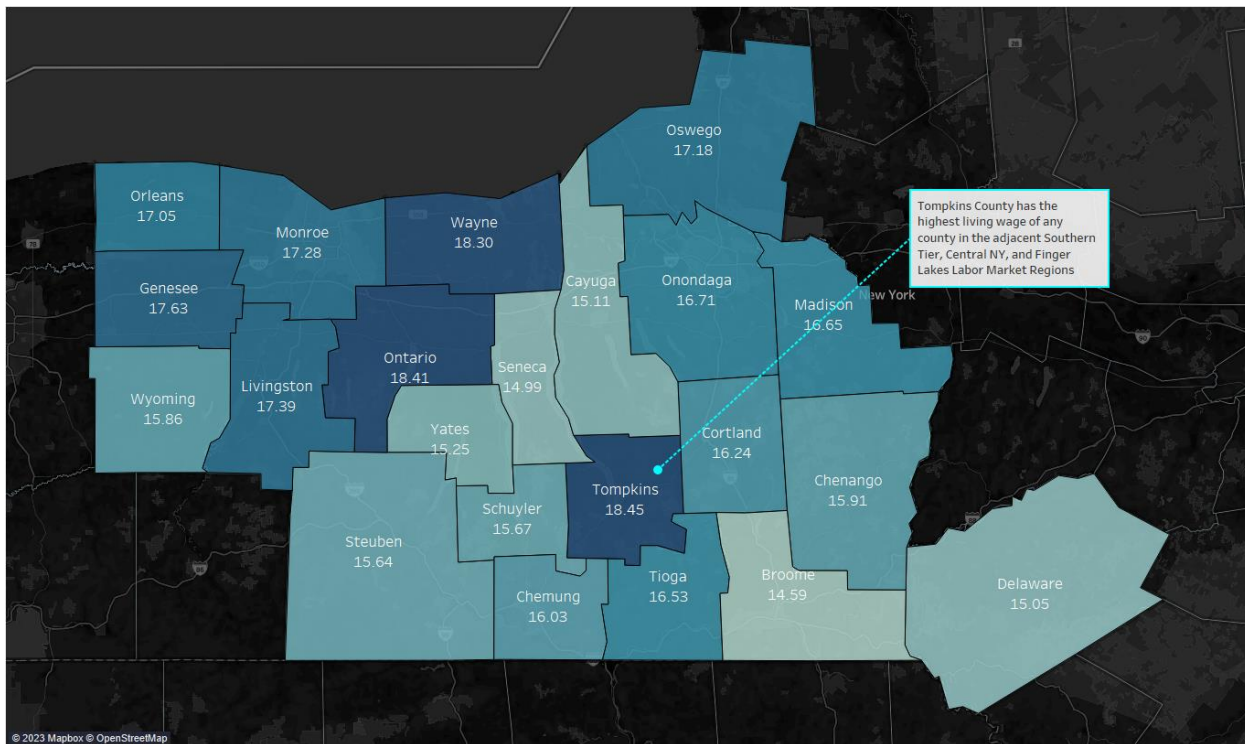 Oswego
17.18
Orleans
17.05
Monroe
17.28
Wayne
18.30
Tompkins County has the
highest living wage of any
county in the adjacent Southern
Tier, Central NY, and Finger
Lakes Labor Market Regions
Genesee
17.63
Cayuga
15.11
Onondaga
16.71
Madison
16.65
New York
Ontario
18.41
Seneca
14.99
Wyoming
15.86
Livingston
17.39
Yates
15.25
Cortland
16.24
Chenango
15.91
Tompkins
18.45
Schuyler
15.67
Steuben
15.64
Chemung
16.03
Tioga
16.53
Broome
14.59
Delaware
15.05
© 2023 Mapbox © OpenStreetMap